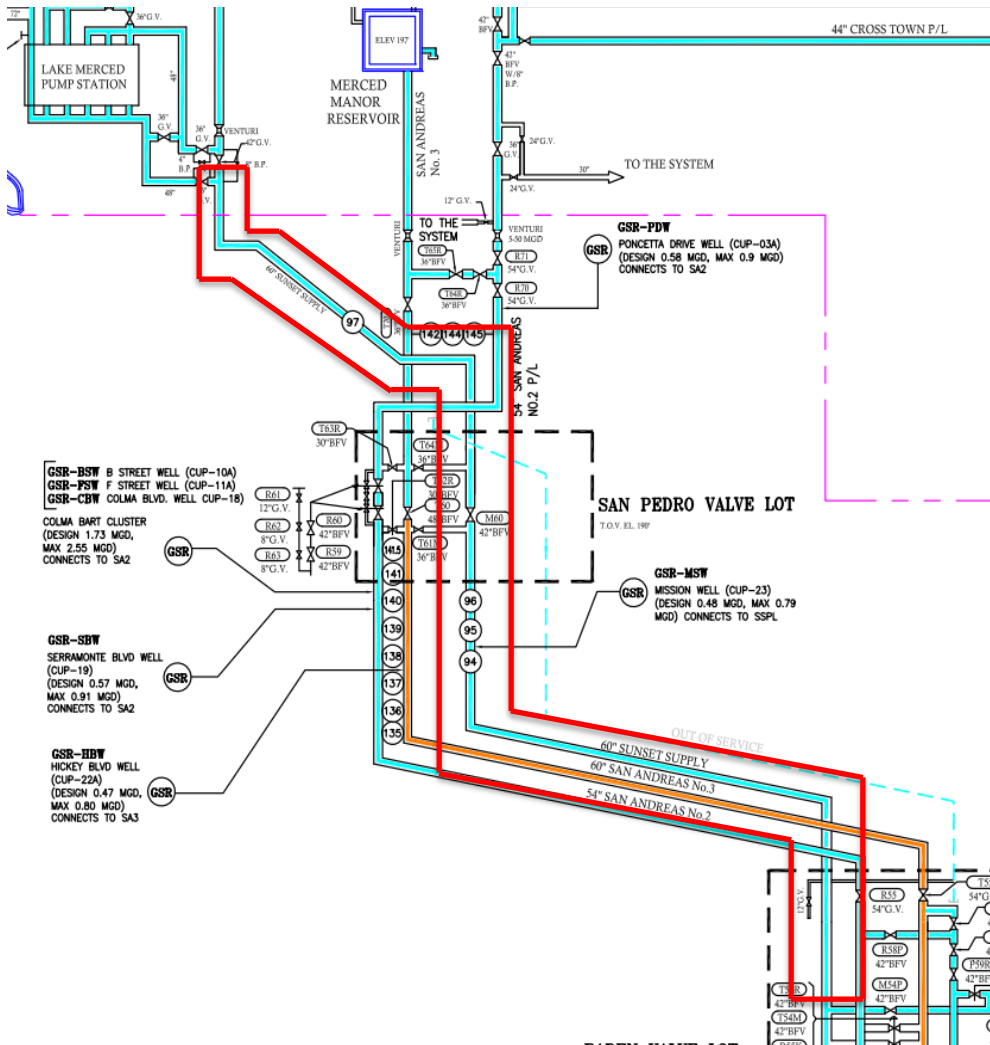 72"
36"G.V.
LAKE MERCED
PUMP STATION
48"
36"
G.V.
36"
G.V.
VENTURI
42"G.V.
4"
B.P.
6" B.P.
48"
ELEV 197'
MERCED
MANOR
RESERVOIR
SAN ANDREAS
No. 3
42"
BFV
42"
BFV
W/8"
B.P.
44" CROSS TOWN P/L
36"
G.V.
24"G.V.
24"G.V.
30"
TO THE SYSTEM
12" G.V.
TO THE
SYSTEM
VENTURI
VENTURI
5-50 MGD
T65R
36"BFV
T64R
36"BFV
R71
54"G.V.
R70
54"G.V.
GSR
GSR-PDW
PONCETTA DRIVE WELL (CUP-03A)
(DESIGN 0.58 MGD, MAX 0.9 MGD)
CONNECTS TO SA2
60" SUNSET SUPPLY
97
142
144
145
54" SAN ANDREAS
NO.2 P/L
T63R
30"BFV
36"BFV
48"BFV
T61M
36"BFV
M60
42"BFV
SAN PEDRO VALVE LOT
T.O.V. EL. 190'
GSR-BSW B STREET WELL (CUP-10A)
GSR-FSW F STREET WELL (CUP-11A)
GSR-CBW COLMA BLVD. WELL CUP-18)
COLMA BART CLUSTER
(DESIGN 1.73 MGD,
MAX 2.55 MGD)
CONNECTS TO SA2
GSR
R61
12"G.V.
R62
8"G.V.
R63
8"G.V.
R60
42"BFV
R59
42"BFV
141.5
141
140
139
138
137
136
135
96
95
94
GSR
GSR-MSW
MISSION WELL (CUP-23)
(DESIGN 0.48 MGD, MAX 0.79
MGD) CONNECTS TO SSPL
GSR-SBW
SERRAMONTE BLVD WELL
(CUP-19)
(DESIGN 0.57 MGD,
MAX 0.91 MGD)
CONNECTS TO SA2
GSR
GSR-HBW
HICKEY BLVD WELL
(CUP-22A)
(DESIGN 0.47 MGD,
MAX 0.80 MGD)
CONNECTS TO SA3
GSR
OUT OF SERVICE
60" SUNSET SUPPLY
60" SAN ANDREAS No.3
54" SAN ANDREAS No.2
12"G.V.
R55
54"G.V.
R58P
42"BFV
M54P
42"BFV
42"BFV
T54M
42"BFV
P59R